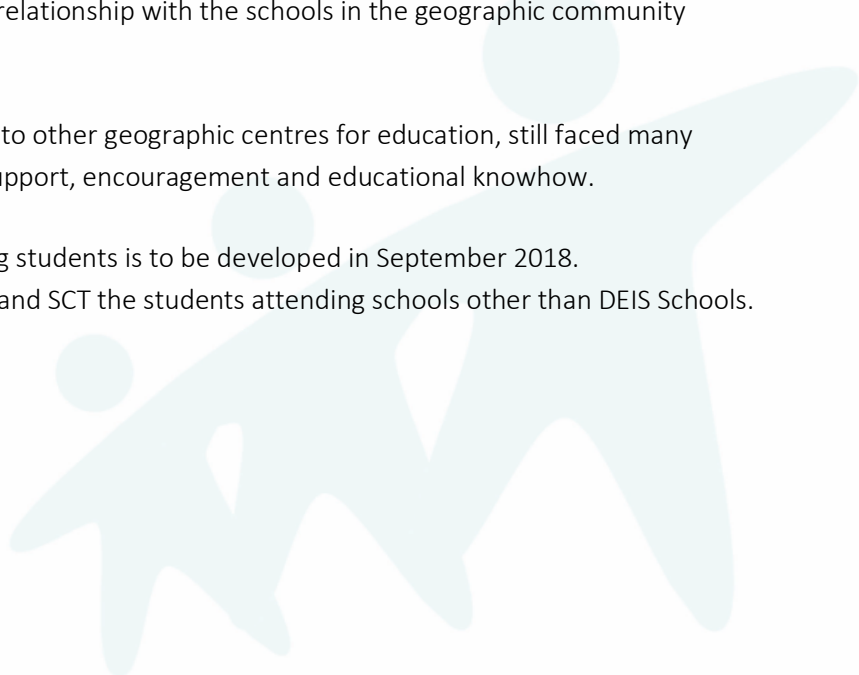 relationship with the schools in the geographic community
to other geographic centres for education, still faced many
upport, encouragement and educational knowhow.
g students is to be developed in September 2018.
and SCT the students attending schools other than DEIS Schools.